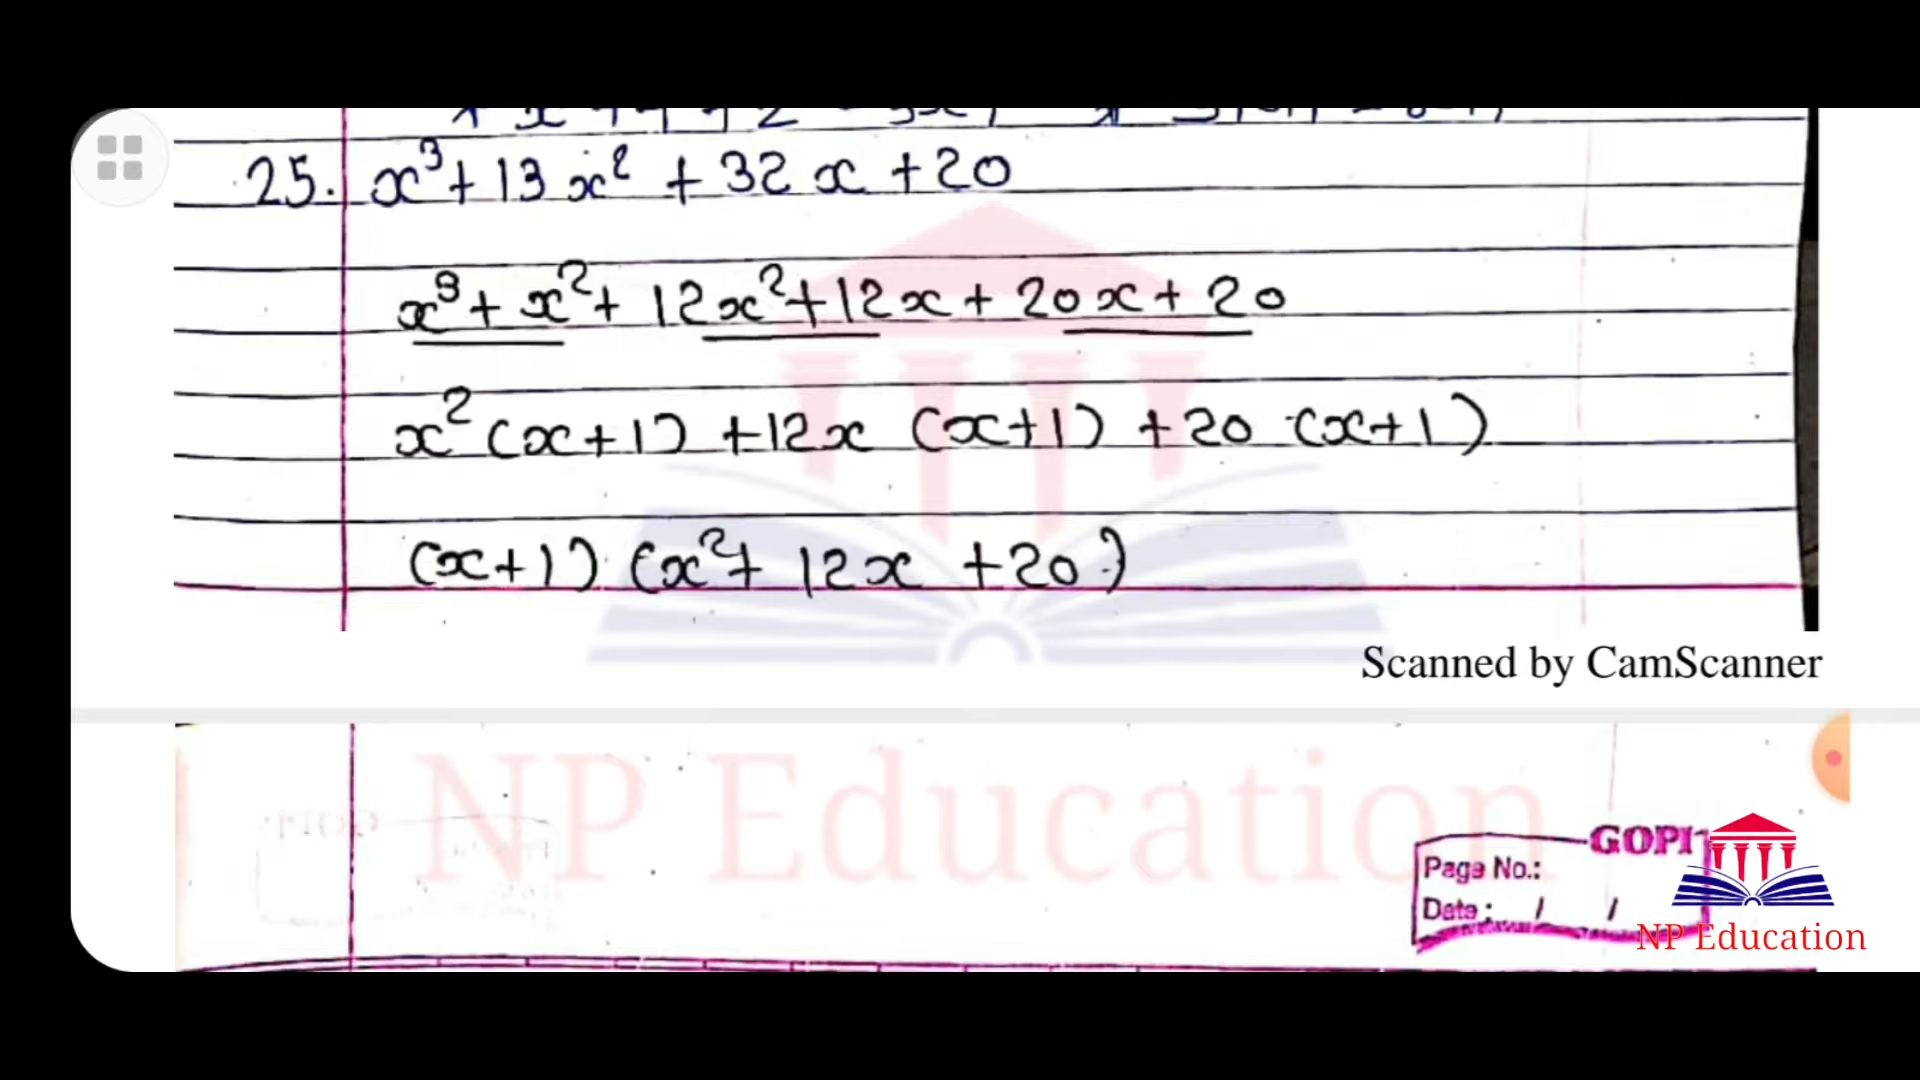 25. x³ + 13x² + 32x + 20
x³ + x² + 12x² + 12x + 20x + 20
x² (x+1) + 12x (x+1) + 20 (x+1)
(x+1) (x² + 12x + 20)
Scanned by CamScanner
NP Education
GOPI
Page No.:
Date: / /
NP Education